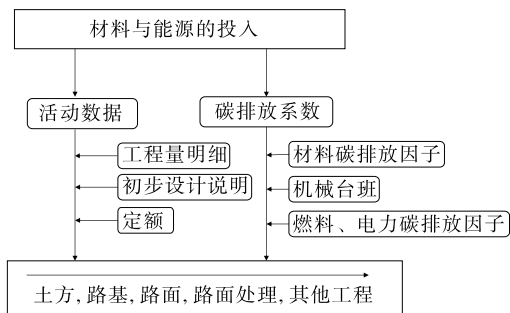 材料与能源的投入
活动数据
碳排放系数
工程量明细
初步设计说明
定额
材料碳排放因子
机械台班
燃料、电力碳排放因子
土方,路基,路面,路面处理,其他工程